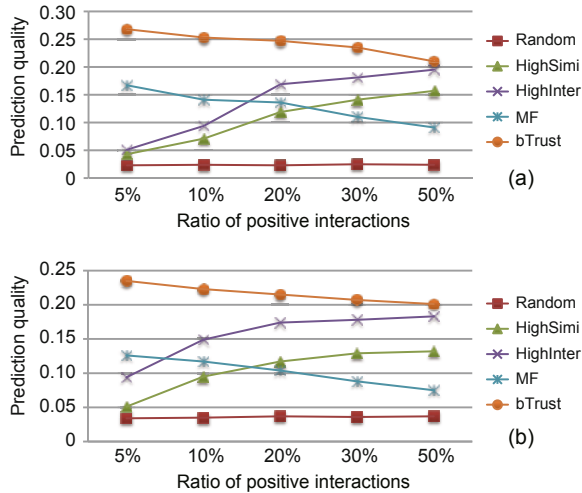 Prediction quality
0.30
0.25
0.20
0.15
0.10
0.05
0
5% 10% 20% 30% 50%
Ratio of positive interactions
Random
HighSimi
HighInter
MF
bTrust
(a)
Prediction quality
0.25
0.20
0.15
0.10
0.05
0
5% 10% 20% 30% 50%
Ratio of positive interactions
Random
HighSimi
HighInter
MF
bTrust
(b)